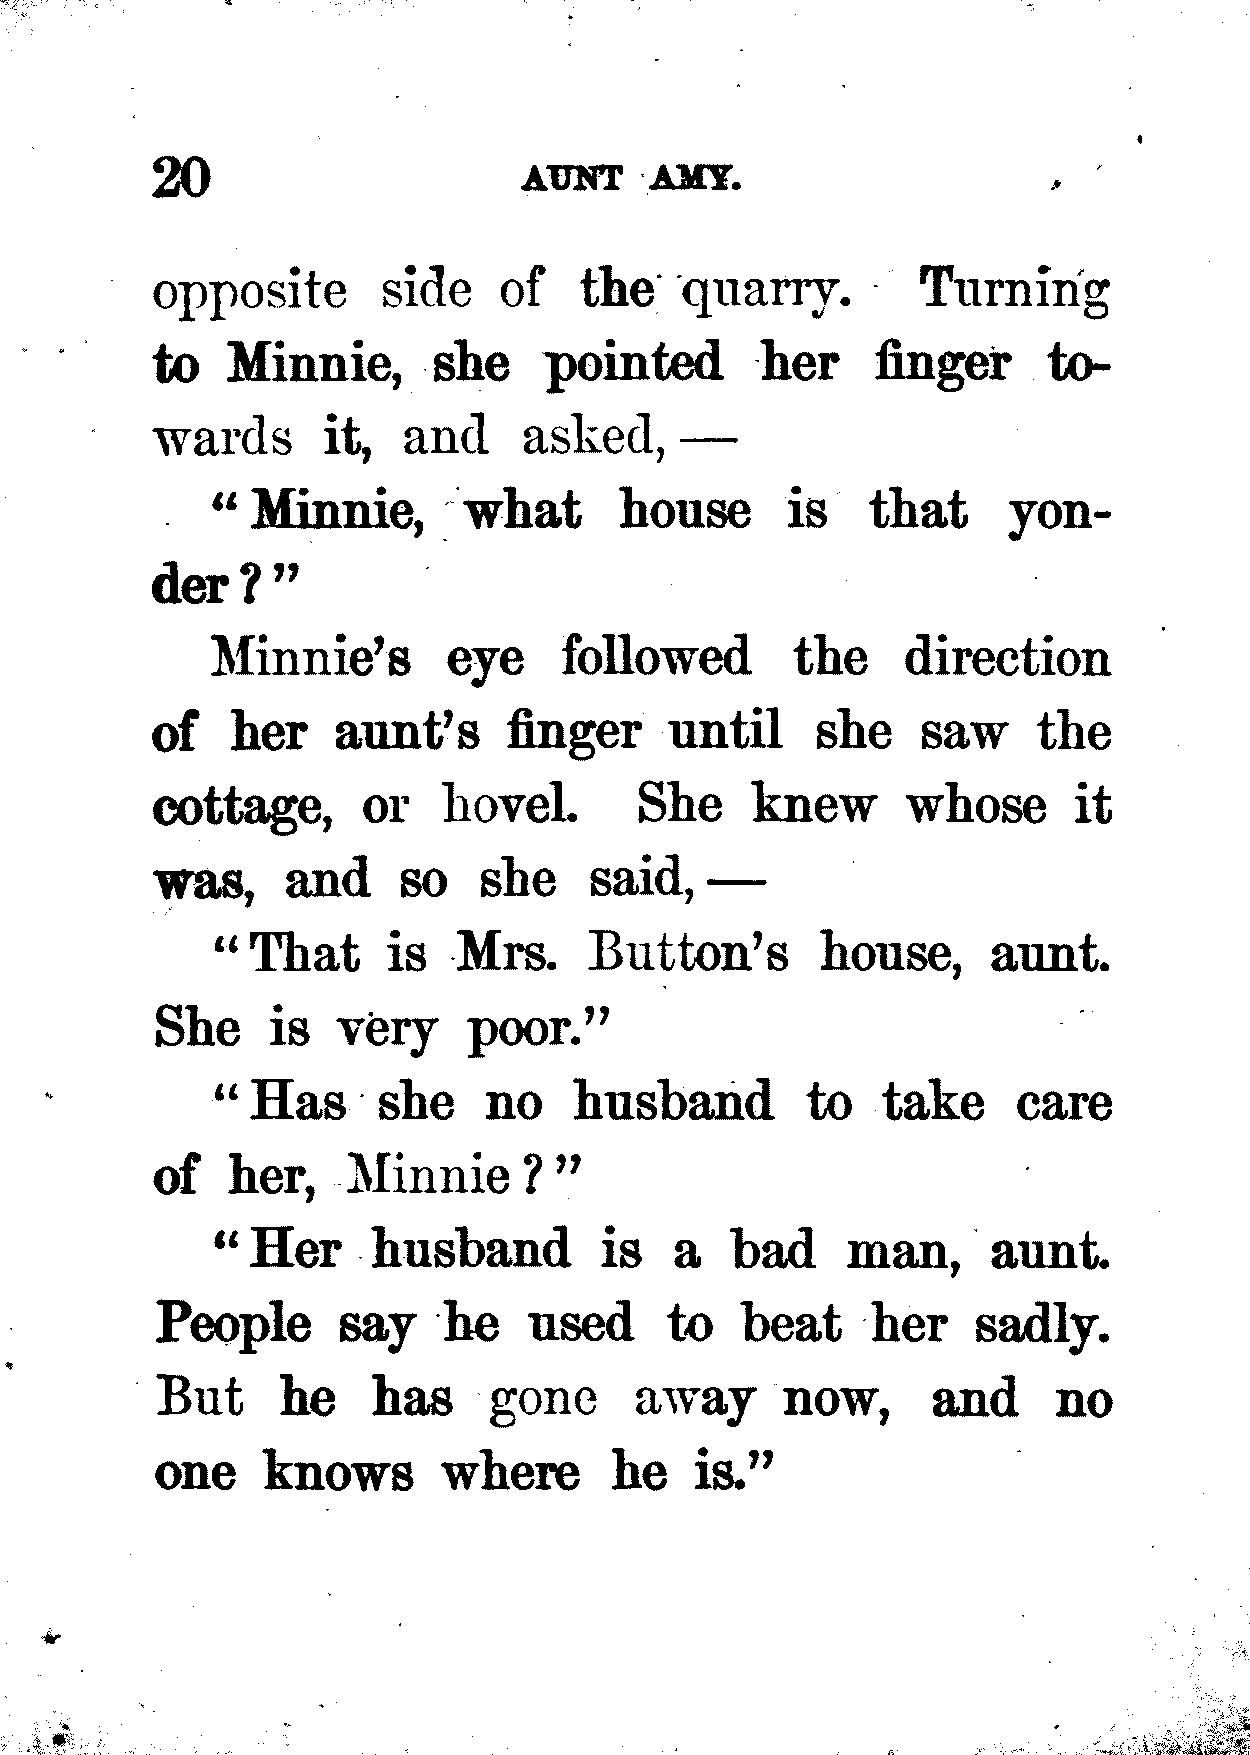 20 AUNT AMY.
opposite side of the quarry. Turning
to Minnie, she pointed her finger to-
wards it, and asked, —
“Minnie, what house is that yon-
der?”
Minnie’s eye followed the direction
of her aunt’s finger until she saw the
cottage, or hovel. She knew whose it
was, and so she said, —
“That is Mrs. Button’s house, aunt.
She is very poor.”
“Has she no husband to take care
of her, Minnie?”
“Her husband is a bad man, aunt.
People say he used to beat her sadly.
But he has gone away now, and no
one knows where he is.”